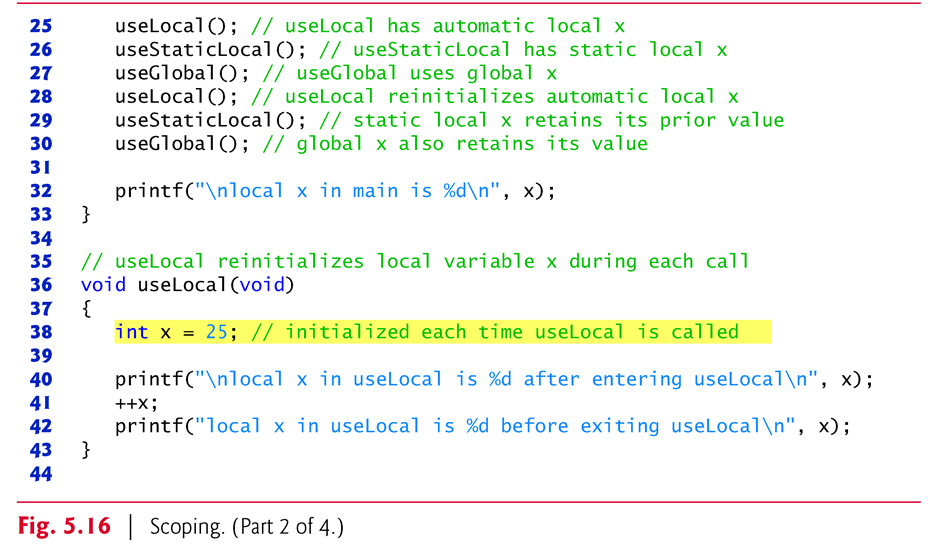 25 useLocal(); // useLocal has automatic local x
26 useStaticLocal(); // useStaticLocal has static local x
27 useGlobal(); // useGlobal uses global x
28 useLocal(); // useLocal reinitializes automatic local x
29 useStaticLocal(); // static local x retains its prior value
30 useGlobal(); // global x also retains its value
31
32 printf("\nlocal x in main is %d\n", x);
33 }
34
35 // useLocal reinitializes local variable x during each call
36 void useLocal(void)
37 {
38 int x = 25; // initialized each time useLocal is called
39
40 printf("\nlocal x in useLocal is %d after entering useLocal\n", x);
41 ++x;
42 printf("local x in useLocal is %d before exiting useLocal\n", x);
43 }
44
Fig. 5.16 | Scoping. (Part 2 of 4.)